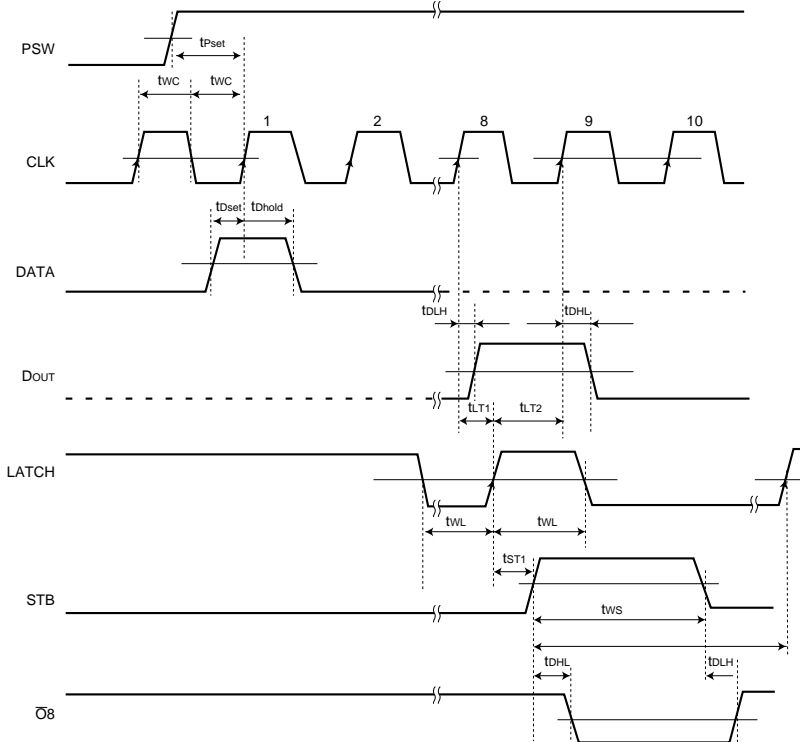 PSW
tPset
tWC tWC
1 2 8 9 10
CLK
tDset tDhold
DATA
tDLH tDHL
DOUT
tLT1 tLT2
LATCH
tWL tWL
tST1
STB
tWS
tDHL tDLH
O̅8